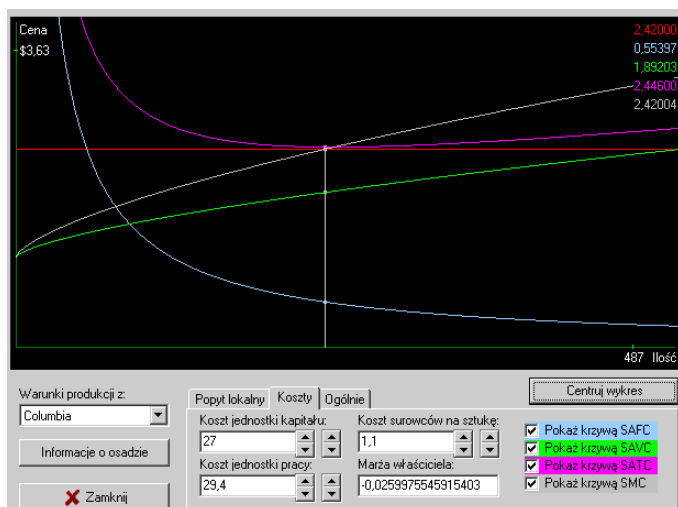 Cena
$3,63
2,42000
0,55397
1,89203
2,44600
2,42004
487 Ilość
Warunki produkcji z:
Columbia
Informacje o osadzie
Zamknij
Popyt lokalny Koszty Ogólnie
Koszt jednostki kapitału: Koszt surowców na sztukę:
27 1,1
Koszt jednostki pracy: Marża właściciela:
29,4 -0,0259975545915403
Centruj wykres
Pokaż krzywą SAFC
Pokaż krzywą SAVC
Pokaż krzywą SATC
Pokaż krzywą SMC